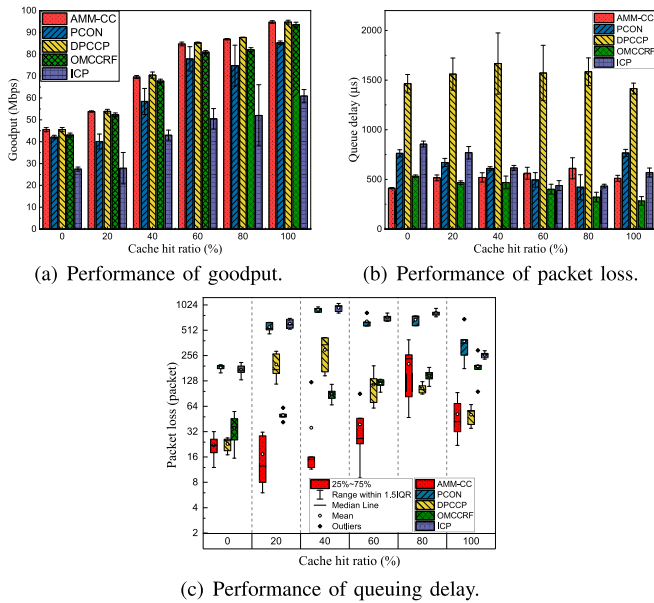 AMM-CC
PCON
DPCCP
OMCCRF
ICP
Goodput (Mbps)
100
90
80
70
60
50
40
30
20
10
0
0 20 40 60 80 100
Cache hit ratio (%)
(a) Performance of goodput.
AMM-CC
PCON
DPCCP
OMCCRF
ICP
Queue delay (μs)
2000
1500
1000
500
0
0 20 40 60 80 100
Cache hit ratio (%)
(b) Performance of packet loss.
Packet loss (packet)
1024
512
256
128
64
32
16
8
4
2
25%~75%
Range within 1.5IQR
Median Line
Mean
Outliers
AMM-CC
PCON
DPCCP
OMCCRF
ICP
0 20 40 60 80 100
Cache hit ratio (%)
(c) Performance of queuing delay.